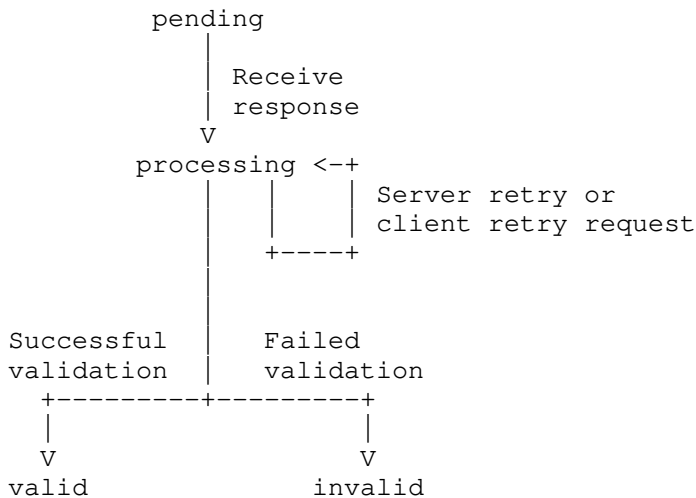 pending
Receive
response
V
processing <-+
Server retry or
client retry request
+----+
Successful Failed
validation validation
+---------+---------+
V V
valid invalid